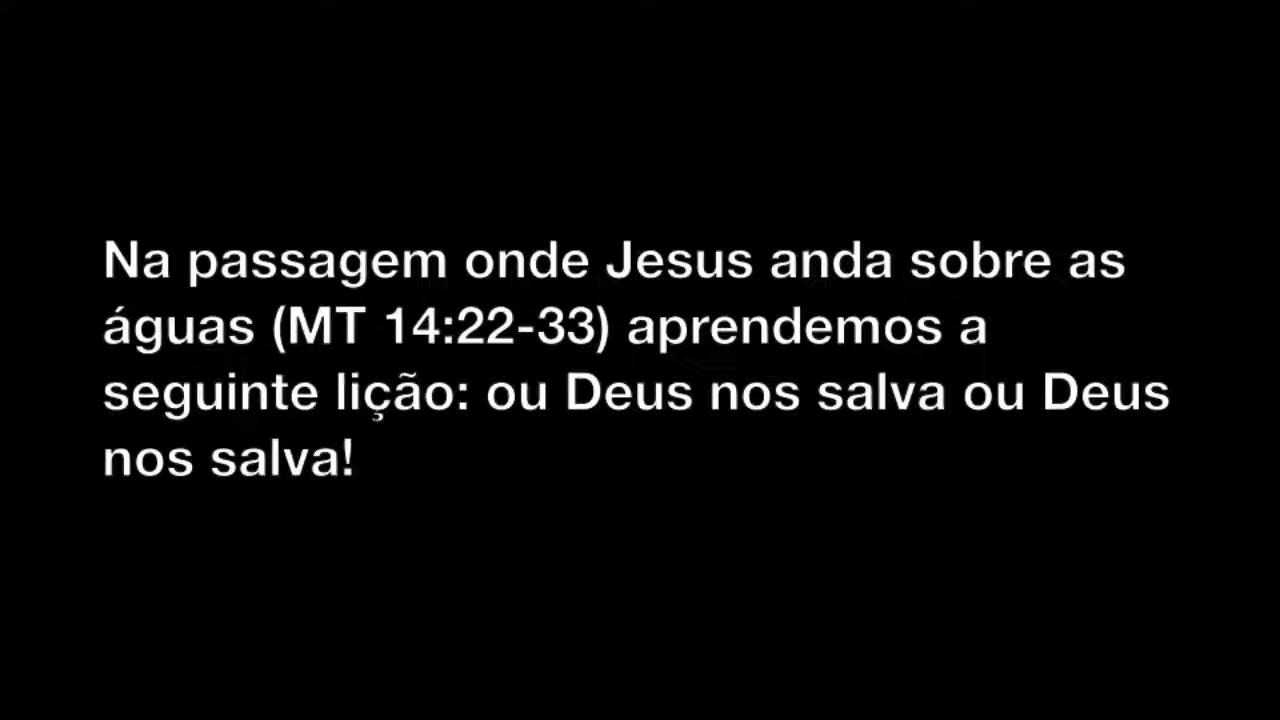 Na passagem onde Jesus anda sobre as
águas (MT 14:22-33) aprendemos a
seguinte lição: ou Deus nos salva ou Deus
nos salva!